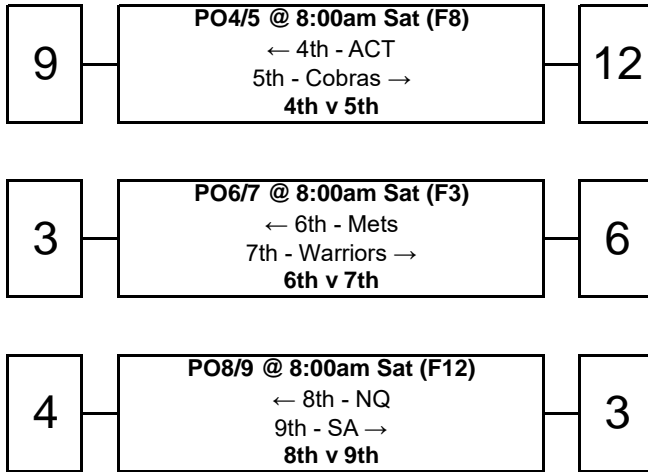 PO4/5 @ 8:00am Sat (F8)
9
← 4th - ACT
5th - Cobras →
12
4th v 5th
PO6/7 @ 8:00am Sat (F3)
3
← 6th - Mets
7th - Warriors →
6
6th v 7th
PO8/9 @ 8:00am Sat (F12)
4
← 8th - NQ
9th - SA →
3
8th v 9th